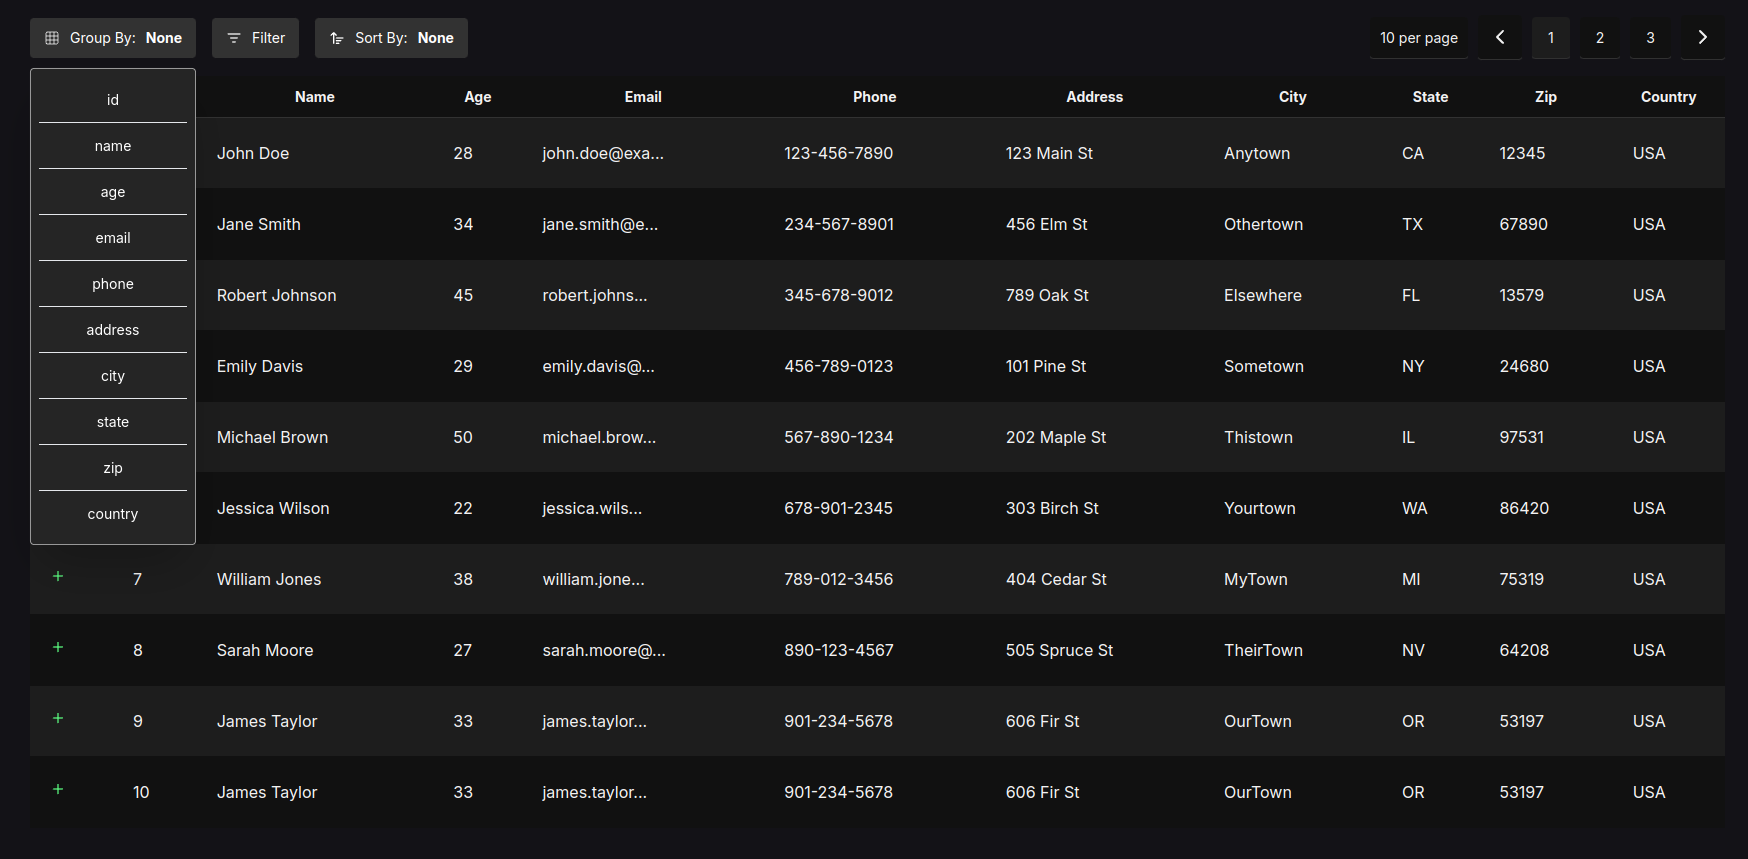 Group By: None Filter Sort By: None 10 per page 1 2 3
id
name
age
email
phone
address
city
state
zip
country
Name Age Email Phone Address City State Zip Country
John Doe 28 john.doe@exa... 123-456-7890 123 Main St Anytown CA 12345 USA
Jane Smith 34 jane.smith@e... 234-567-8901 456 Elm St Othertown TX 67890 USA
Robert Johnson 45 robert.johns... 345-678-9012 789 Oak St Elsewhere FL 13579 USA
Emily Davis 29 emily.davis@... 456-789-0123 101 Pine St Sometown NY 24680 USA
Michael Brown 50 michael.brow... 567-890-1234 202 Maple St Thistown IL 97531 USA
Jessica Wilson 22 jessica.wils... 678-901-2345 303 Birch St Yourtown WA 86420 USA
+ 7 William Jones 38 william.jone... 789-012-3456 404 Cedar St MyTown MI 75319 USA
+ 8 Sarah Moore 27 sarah.moore@... 890-123-4567 505 Spruce St TheirTown NV 64208 USA
+ 9 James Taylor 33 james.taylor... 901-234-5678 606 Fir St OurTown OR 53197 USA
+ 10 James Taylor 33 james.taylor... 901-234-5678 606 Fir St OurTown OR 53197 USA